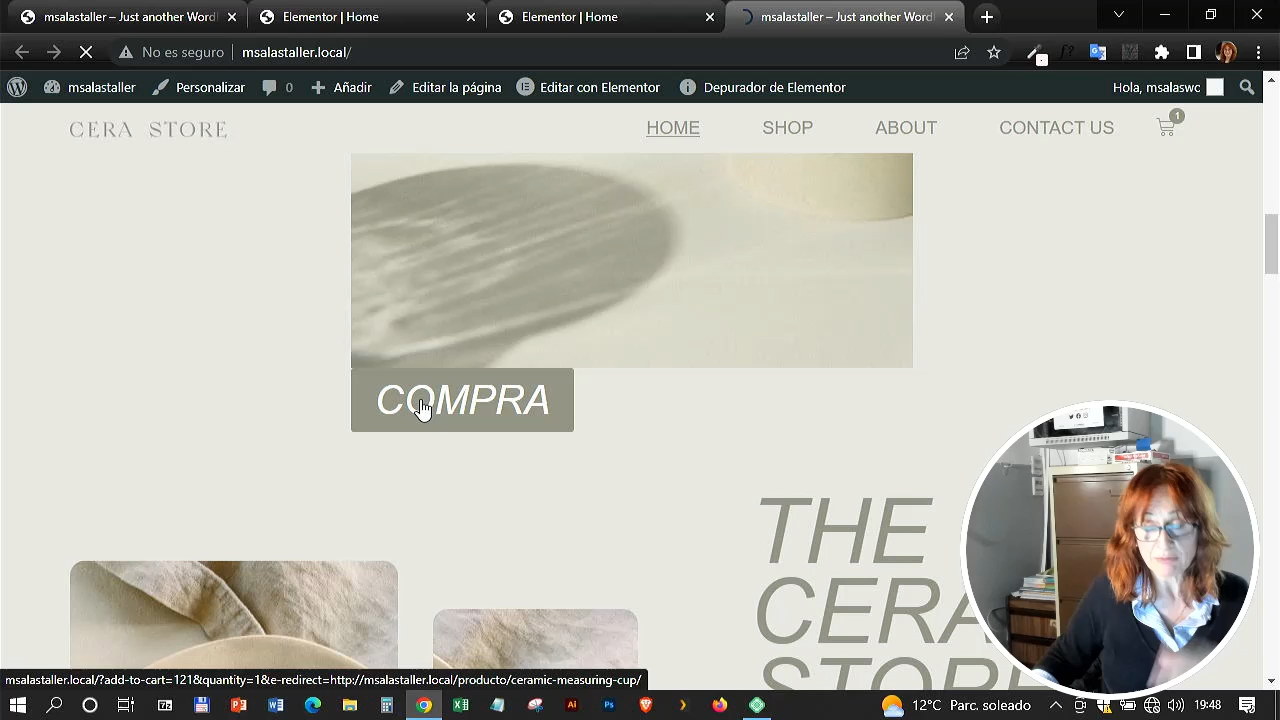 msalastaller – Just another Word
Elementor | Home
Elementor | Home
msalastaller – Just another Word
No es seguro
msalastaller.local/
msalastaller
Personalizar
0
Añadir
Editar la página
Editar con Elementor
Depurador de Elementor
Hola, msalaswc
CERA STORE
HOME
SHOP
ABOUT
CONTACT US
1
COMPRA
THE
CERA
STORE
msalastaller.local/?add-to-cart=121&quantity=1&e-redirect=http://msalastaller.local/producto/ceramic-measuring-cup/
12°C Parc. soleado
19:48